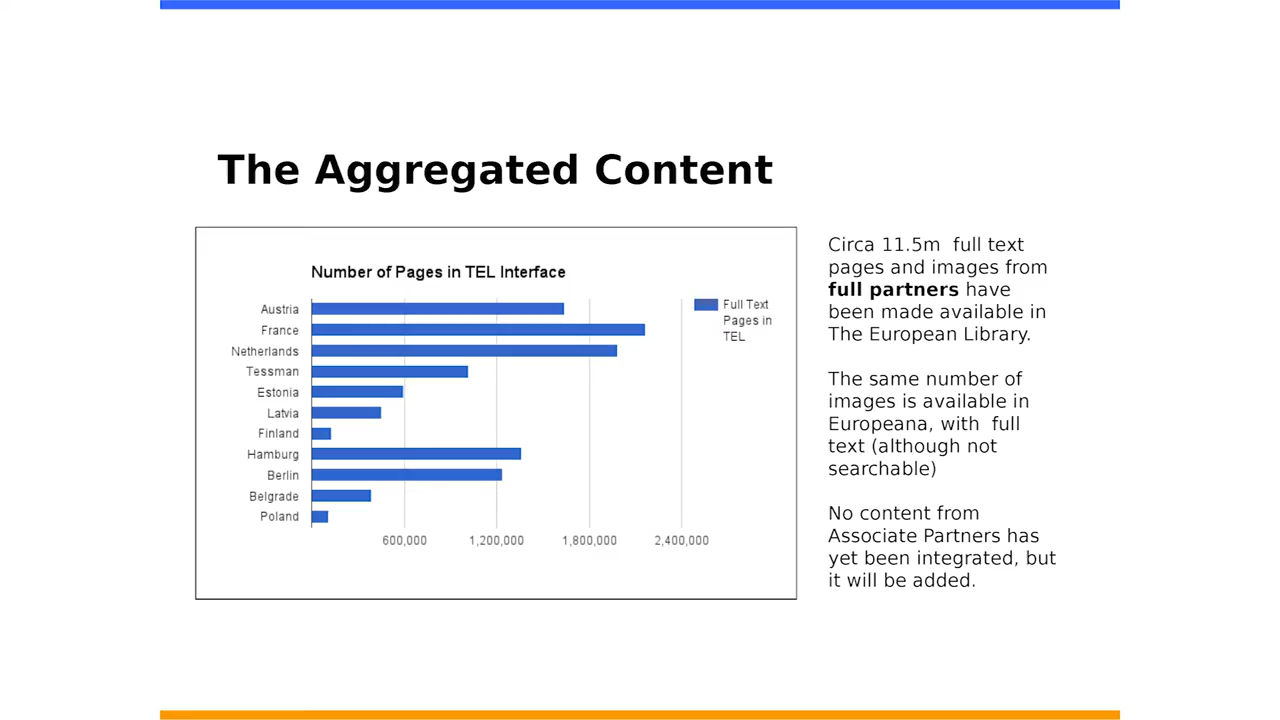 The Aggregated Content
Number of Pages in TEL Interface
Austria
France
Netherlands
Tessman
Estonia
Latvia
Finland
Hamburg
Berlin
Belgrade
Poland
600,000
1,200,000
1,800,000
2,400,000
Full Text
Pages in
TEL
Circa 11.5m  full text
pages and images from
full partners have
been made available in
The European Library.
The same number of
images is available in
Europeana, with  full
text (although not
searchable)
No content from
Associate Partners has
yet been integrated, but
it will be added.